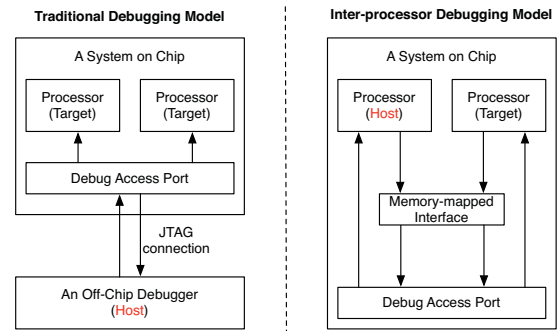 Traditional Debugging Model
A System on Chip
Processor
(Target)
Processor
(Target)
Debug Access Port
JTAG
connection
An Off-Chip Debugger
(Host)
Inter-processor Debugging Model
A System on Chip
Processor
(Host)
Processor
(Target)
Memory-mapped
Interface
Debug Access Port